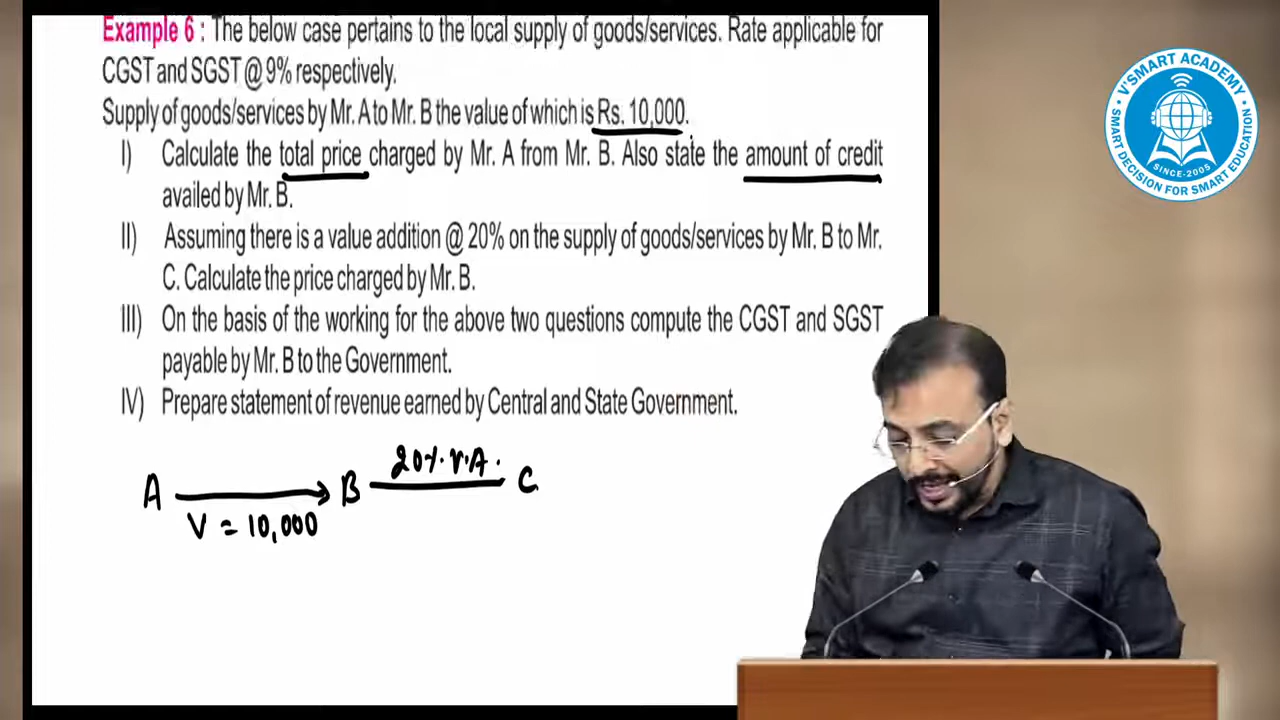 Example 6 : The below case pertains to the local supply of goods/services. Rate applicable for
CGST and SGST @ 9% respectively.
Supply of goods/services by Mr. A to Mr. B the value of which is Rs. 10,000.
I) Calculate the total price charged by Mr. A from Mr. B. Also state the amount of credit
availed by Mr. B.
II) Assuming there is a value addition @ 20% on the supply of goods/services by Mr. B to Mr.
C. Calculate the price charged by Mr. B.
III) On the basis of the working for the above two questions compute the CGST and SGST
payable by Mr. B to the Government.
IV) Prepare statement of revenue earned by Central and State Government.
20% V.A.
A B C
V = 10,000
V'SMART ACADEMY
SINCE-2005
SMART DECISION FOR SMART EDUCATION